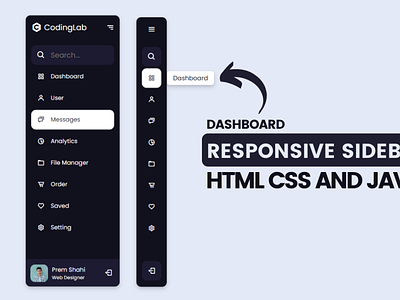 CodingLab
Search...
Dashboard
User
Messages
Analytics
File Manager
Order
Saved
Setting
Prem Shahi
Web Designer
Dashboard
DASHBOARD
RESPONSIVE SIDEB
HTML CSS AND JAV